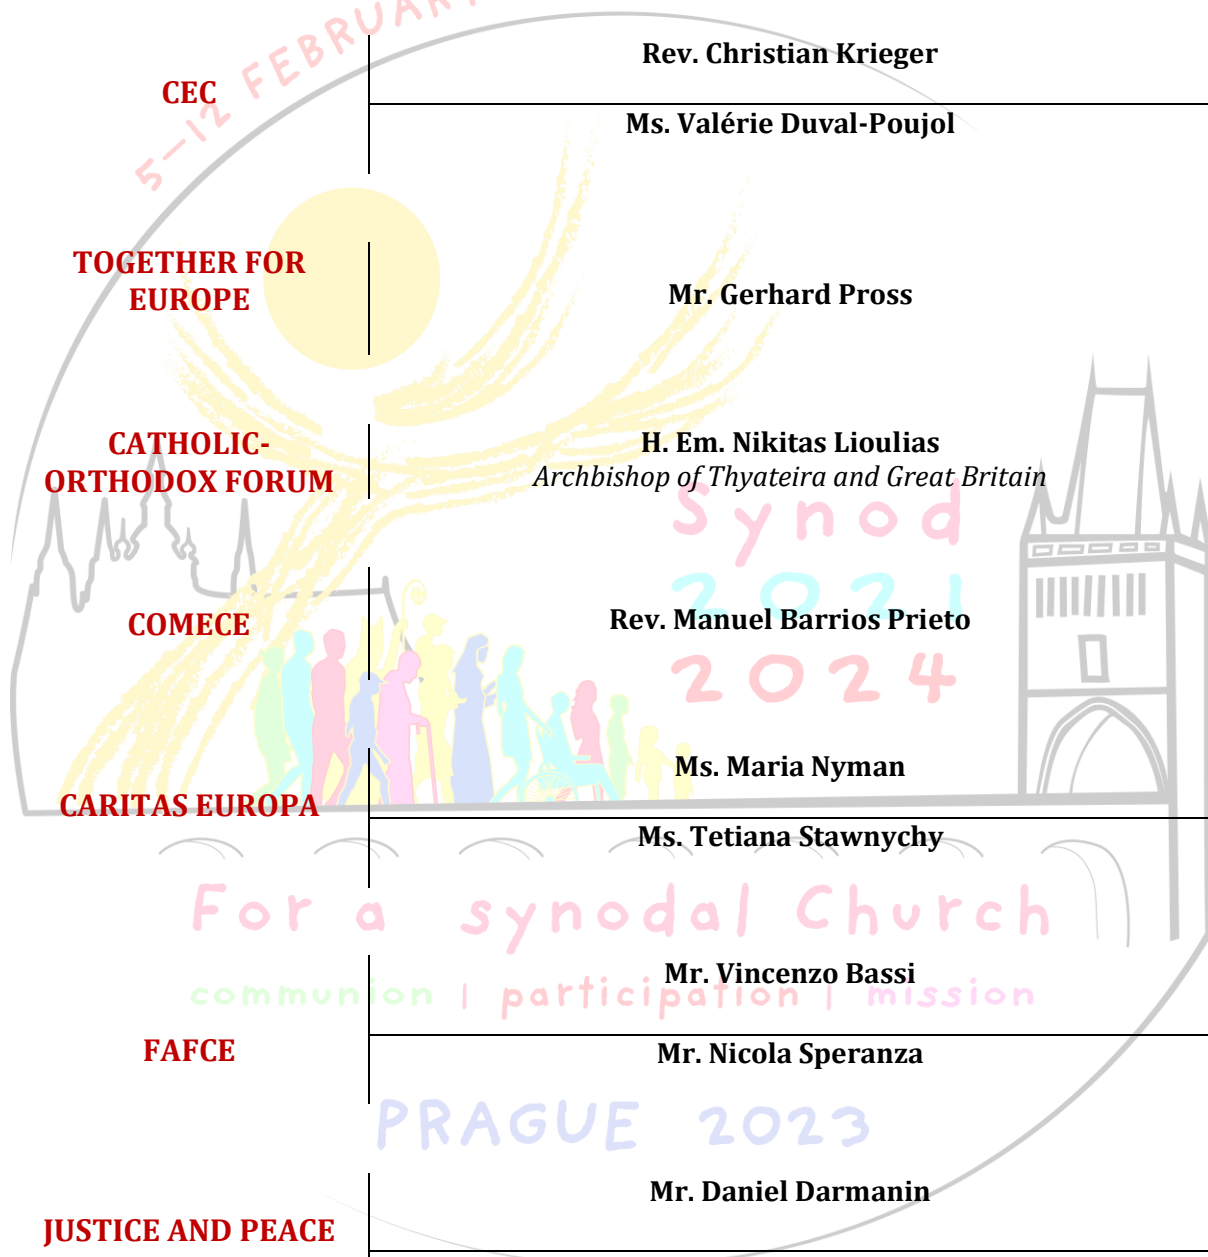 5–12 FEBRUARY
CEC
Rev. Christian Krieger
Ms. Valérie Duval-Poujol
TOGETHER FOR
EUROPE
Mr. Gerhard Pross
CATHOLIC-
ORTHODOX FORUM
H. Em. Nikitas Lioulias
Archbishop of Thyateira and Great Britain
Synod
2021
2024
COMECE
Rev. Manuel Barrios Prieto
CARITAS EUROPA
Ms. Maria Nyman
Ms. Tetiana Stawnychy
For a synodal Church
communion | participation | mission
FAFCE
Mr. Vincenzo Bassi
Mr. Nicola Speranza
PRAGUE 2023
JUSTICE AND PEACE
Mr. Daniel Darmanin